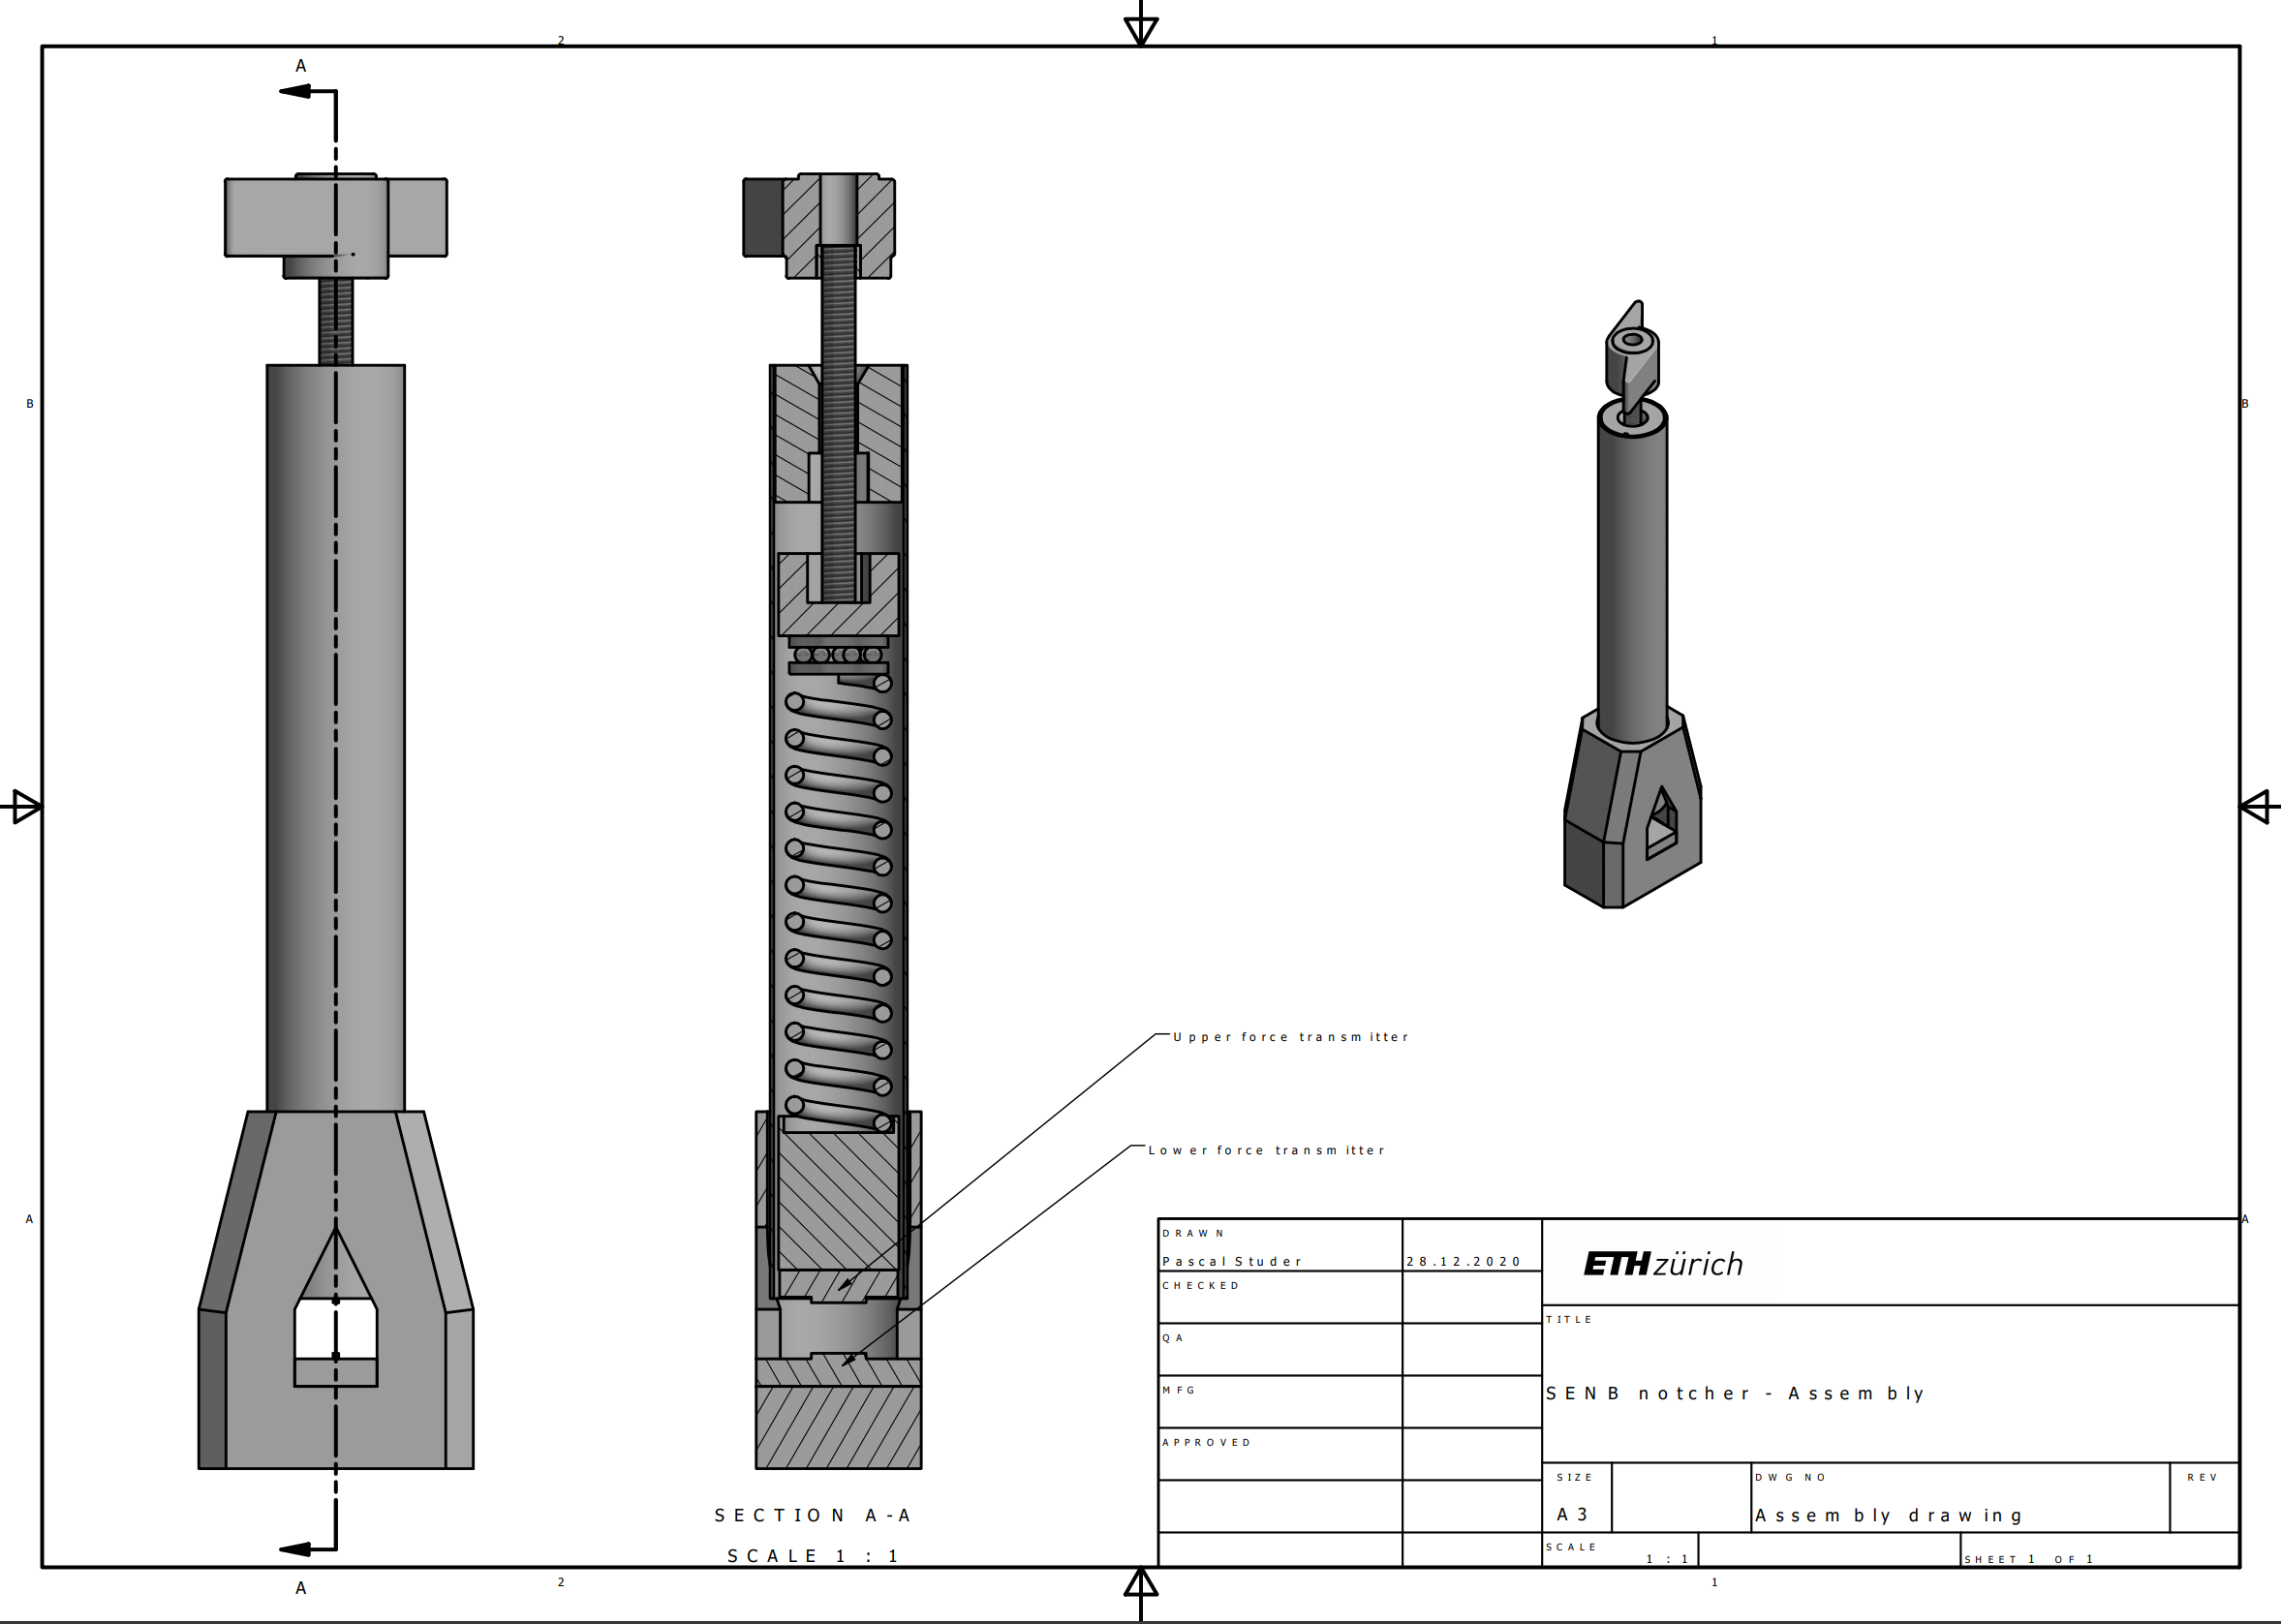 2 1
A
B B
Upper force transmitter
Lower force transmitter
A A
DRAWN
Pascal Studer 28.12.2020
CHECKED
QA
MFG
APPROVED
ETH zürich
TITLE
SENB notcher - Assembly
SIZE DWG NO REV
A3 Assembly drawing
SCALE
1 : 1 SHEET 1 OF 1
SECTION A-A
SCALE 1 : 1
A
2 1